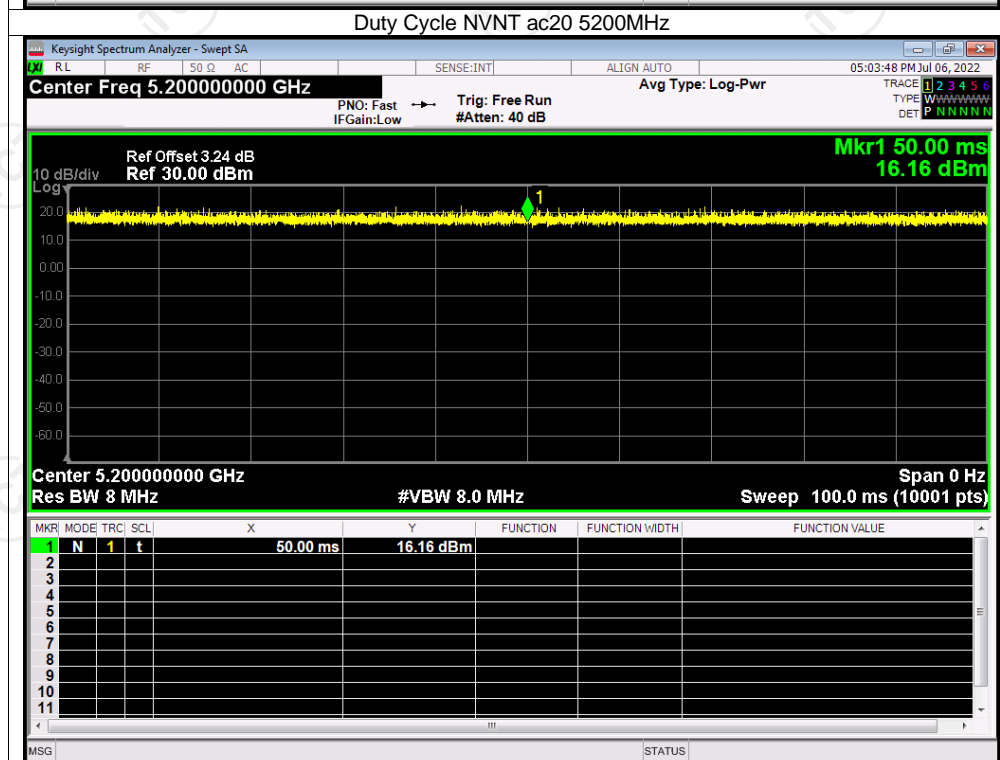 Duty Cycle NVNT ac20 5200MHz
Keysight Spectrum Analyzer - Swept SA
LXI RL RF 50 Ω AC SENSE:INT ALIGN AUTO 05:03:48 PM Jul 06, 2022
Center Freq 5.200000000 GHz Avg Type: Log-Pwr TRACE 1 2 3 4 5 6
PNO: Fast Trig: Free Run TYPE WWWWWW
IFGain:Low #Atten: 40 dB DET P N N N N N
Mkr1 50.00 ms
Ref Offset 3.24 dB
10 dB/div Ref 30.00 dBm 16.16 dBm
Log
1
20.0
10.0
0.00
-10.0
-20.0
-30.0
-40.0
-50.0
-60.0
Center 5.200000000 GHz Span 0 Hz
Res BW 8 MHz #VBW 8.0 MHz Sweep 100.0 ms (10001 pts)
MKR MODE TRC SCL X Y FUNCTION FUNCTION WIDTH FUNCTION VALUE
1 N 1 t 50.00 ms 16.16 dBm
2
3
4
5
6
7
8
9
10
11
MSG STATUS